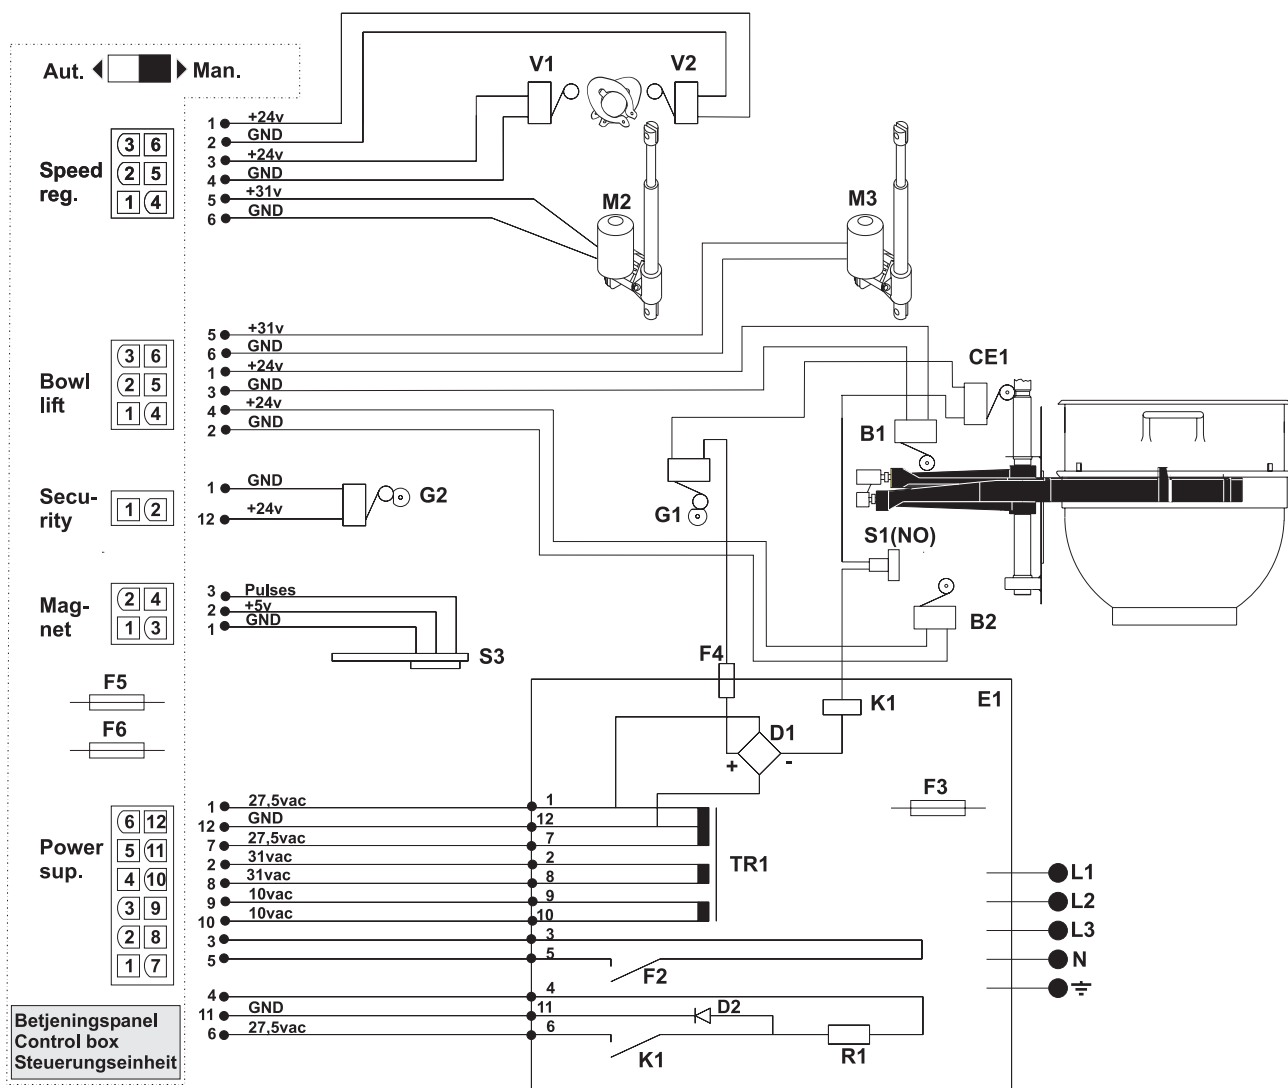 Aut. Man.
V1
V2
Speed
reg.
3 6
2 5
1 4
1 +24v
2 GND
3 +24v
4 GND
5 +31v
6 GND
M2
M3
Bowl
lift
3 6
2 5
1 4
5 +31v
6 GND
1 +24v
3 GND
4 +24v
2 GND
CE1
B1
Secu-
rity
1 2
1 GND
12 +24v
G2
G1
S1(NO)
Mag-
net
2 4
1 3
3 Pulses
2 +5v
1 GND
S3
B2
F5
F6
F4
K1
E1
D1
+ -
F3
Power
sup.
6 12
5 11
4 10
3 9
2 8
1 7
1 27,5vac 1
12 GND 12
7 27,5vac 7
2 31vac 2
8 31vac 8
9 10vac 9
10 10vac 10
3 3
5 5
TR1
F2
4 4
11 GND 11
6 27,5vac 6
D2
K1
R1
L1
L2
L3
N
Betjeningspanel
Control box
Steuerungseinheit